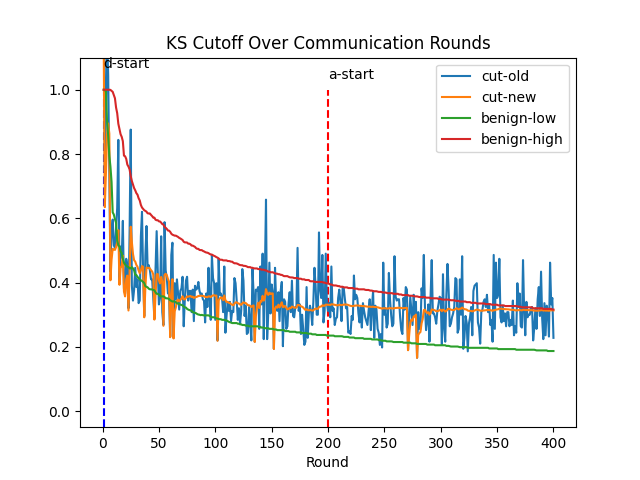 KS Cutoff Over Communication Rounds
d-start
a-start
cut-old
cut-new
benign-low
benign-high
1.0
0.8
0.6
0.4
0.2
0.0
0 50 100 150 200 250 300 350 400
Round